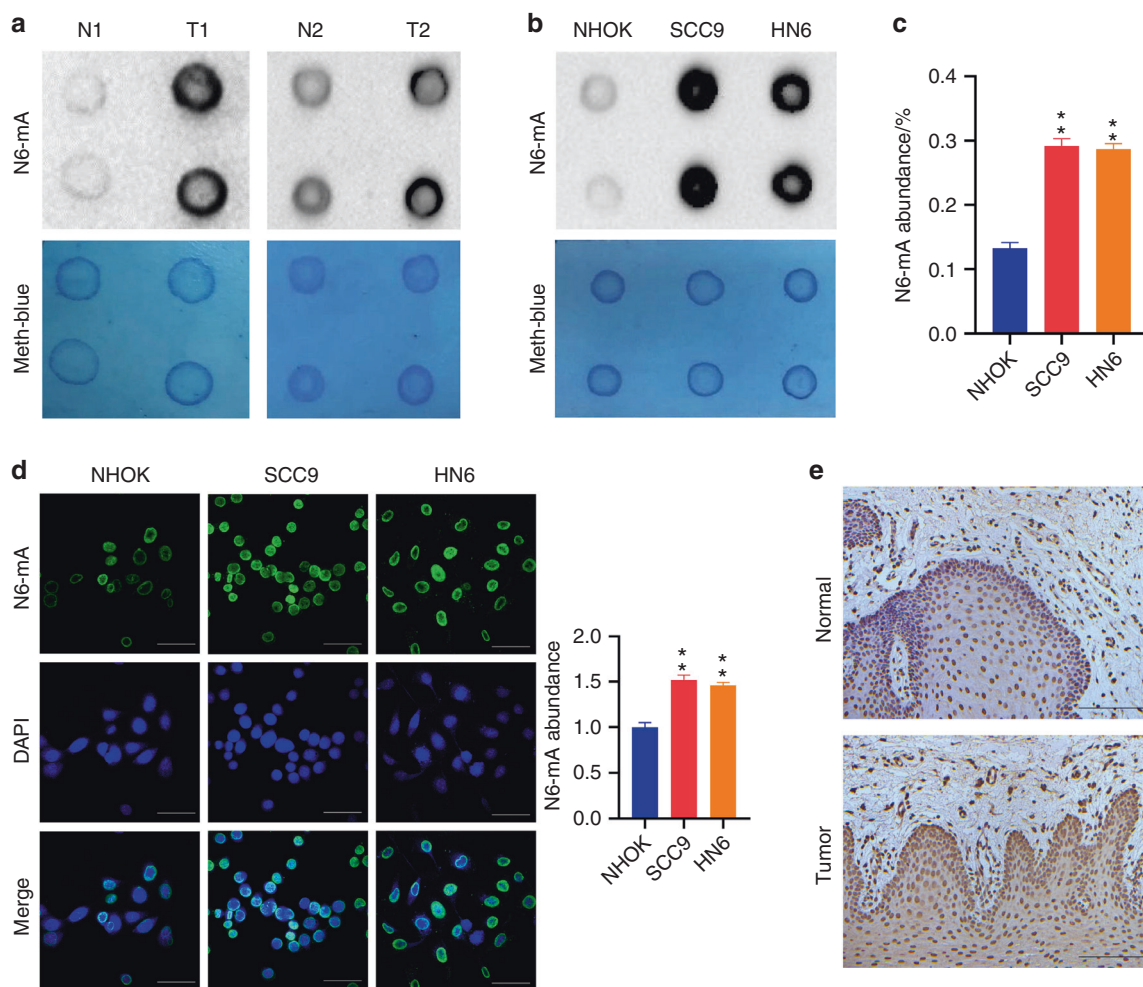 a
N1 T1 N2 T2
N6-mA
Meth-blue
b
NHOK SCC9 HN6
N6-mA
Meth-blue
c
N6-mA abundance/%
0.4
0.3
0.2
0.1
0.0
**
**
NHOK
SCC9
HN6
d
NHOK SCC9 HN6
N6-mA
DAPI
Merge
N6-mA abundance
2.0
1.5
1.0
0.5
0.0
**
**
NHOK
SCC9
HN6
e
Normal
Tumor